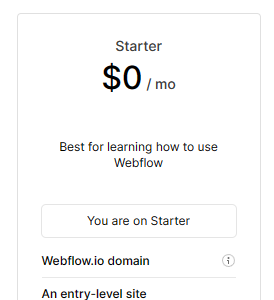 Starter
$0 / mo
Best for learning how to use
Webflow
You are on Starter
Webflow.io domain
An entry-level site